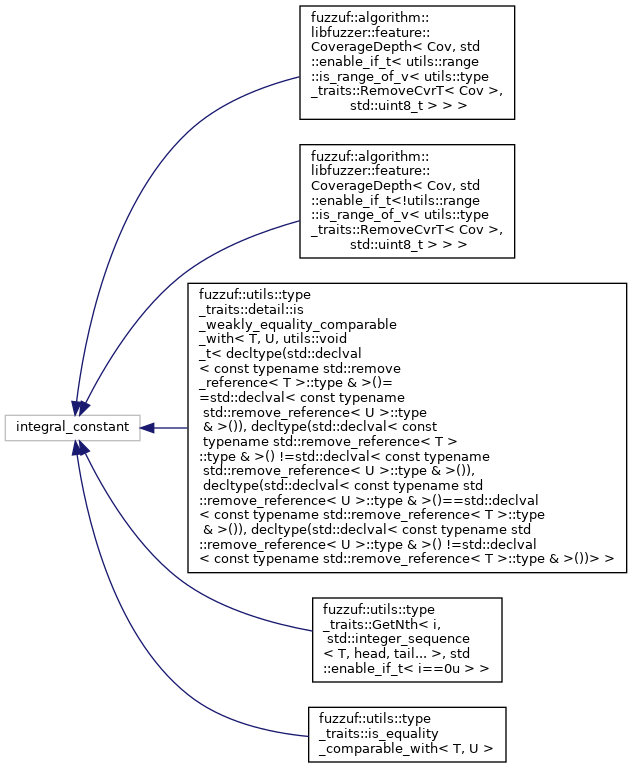 fuzzuf::algorithm::
libfuzzer::feature::
CoverageDepth< Cov, std
::enable_if_t< utils::range
::is_range_of_v< utils::type
_traits::RemoveCvrT< Cov >,
std::uint8_t > > >
fuzzuf::algorithm::
libfuzzer::feature::
CoverageDepth< Cov, std
::enable_if_t<!utils::range
::is_range_of_v< utils::type
_traits::RemoveCvrT< Cov >,
std::uint8_t > > >
fuzzuf::utils::type
_traits::detail::is
_weakly_equality_comparable
_with< T, U, utils::void
_t< decltype(std::declval
< const typename std::remove
_reference< T >::type & >()=
=std::declval< const typename
std::remove_reference< U >::type
& >()), decltype(std::declval< const
typename std::remove_reference< T >
::type & >() !=std::declval< const typename
std::remove_reference< U >::type & >()),
decltype(std::declval< const typename std
::remove_reference< U >::type & >()==std::declval
< const typename std::remove_reference< T >::type
& >()), decltype(std::declval< const typename std
::remove_reference< U >::type & >() !=std::declval
< const typename std::remove_reference< T >::type & >())> >
integral_constant
fuzzuf::utils::type
_traits::GetNth< i,
std::integer_sequence
< T, head, tail... >, std
::enable_if_t< i==0u > >
fuzzuf::utils::type
_traits::is_equality
_comparable_with< T, U >